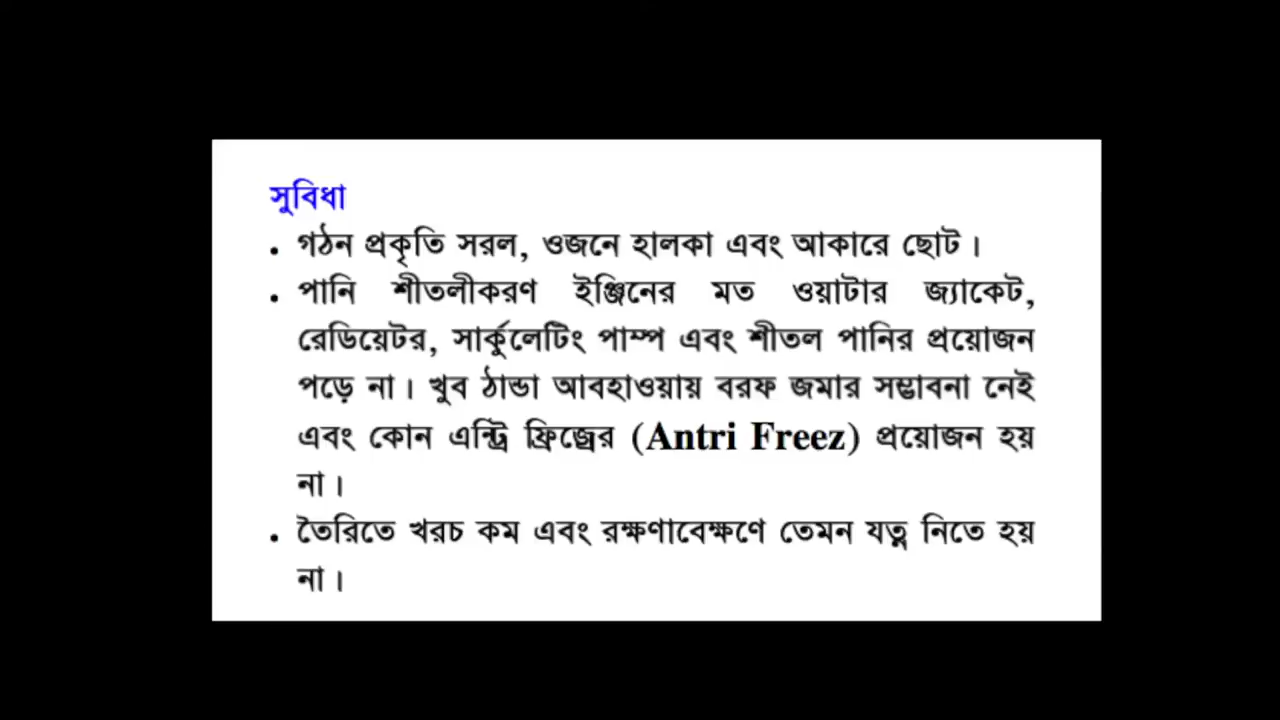 সুবিধা
• গঠন প্রকৃতি সরল, ওজনে হালকা এবং আকারে ছোট।
• পানি শীতলীকরণ ইঞ্জিনের মত ওয়াটার জ্যাকেট,
রেডিয়েটর, সার্কুলেটিং পাম্প এবং শীতল পানির প্রয়োজন
পড়ে না। খুব ঠান্ডা আবহাওয়ায় বরফ জমার সম্ভাবনা নেই
এবং কোন এন্ট্রি ফ্রিজ্রের (Antri Freez) প্রয়োজন হয়
না।
• তৈরিতে খরচ কম এবং রক্ষণাবেক্ষণে তেমন যত্ন নিতে হয়
না।